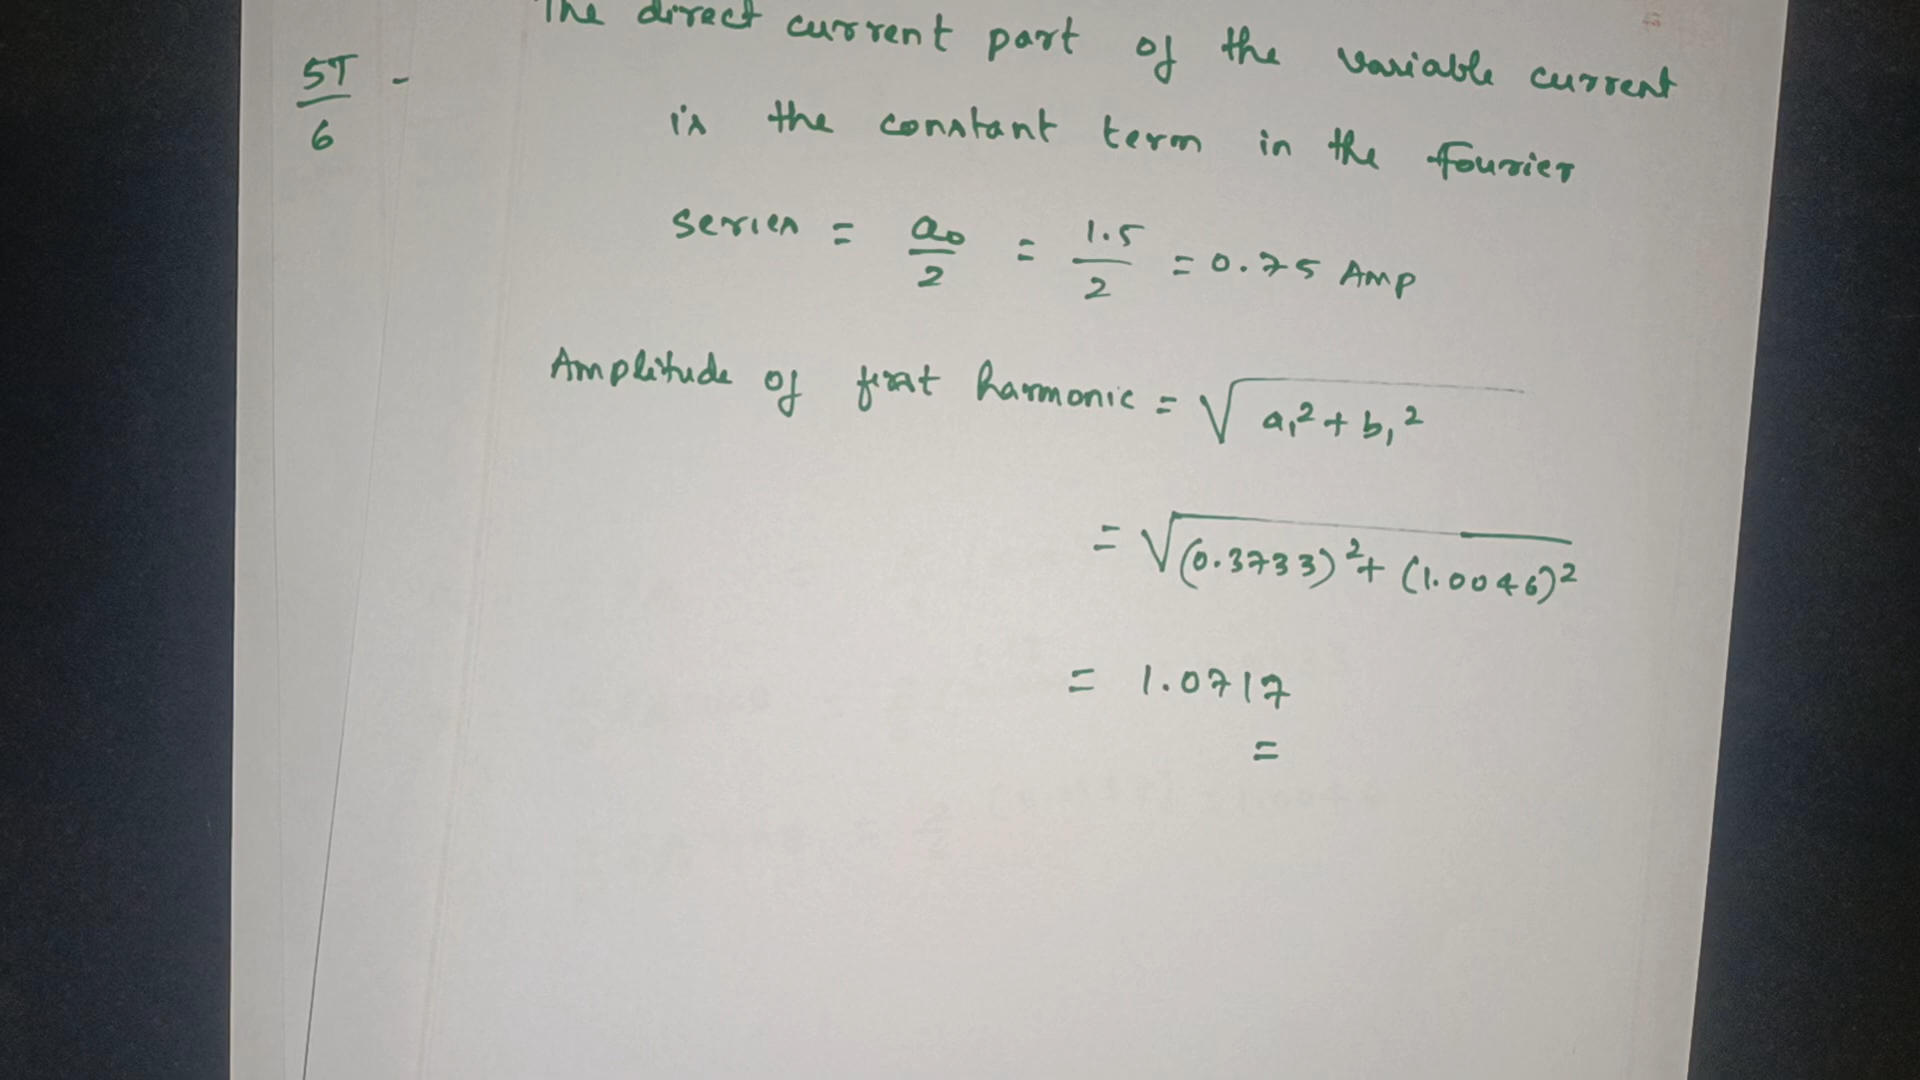 The direct current part of the variable current
5T/6 -
is the constant term in the Fourier
series = a₀/2 = 1.5/2 = 0.75 Amp
Amplitude of first harmonic = √(a₁² + b₁²)
= √((0.3733)² + (1.0046)²)
= 1.0717
=